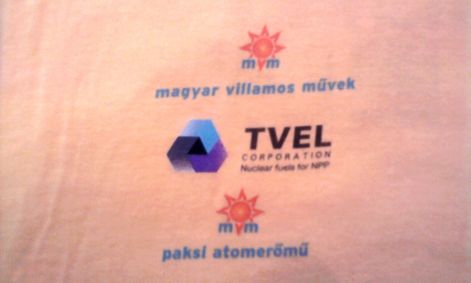 mvm
magyar villamos művek
TVEL
CORPORATION
Nuclear fuels for NPP
mvm
paksi atomerőmű